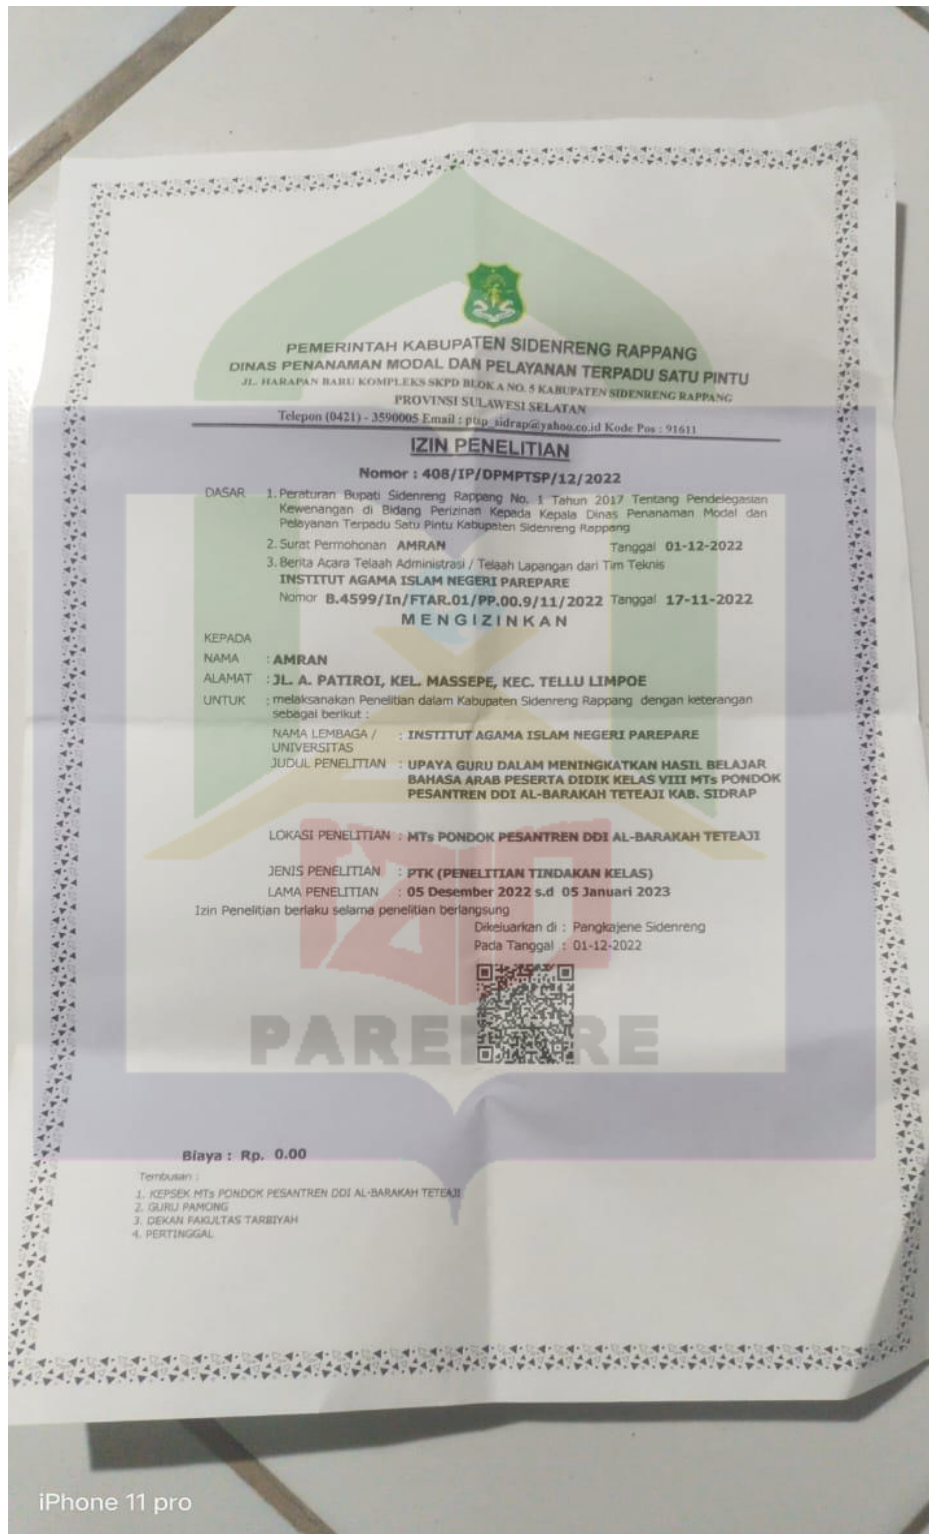 PEMERINTAH KABUPATEN SIDENRENG RAPPANG
DINAS PENANAMAN MODAL DAN PELAYANAN TERPADU SATU PINTU
JL. HARAPAN BARU KOMPLEKS SKPD BLOK A NO. 5 KABUPATEN SIDENRENG RAPPANG
PROVINSI SULAWESI SELATAN
Telepon (0421) - 3590005 Email : ptsp_sidrap@yahoo.co.id Kode Pos : 91611
IZIN PENELITIAN
Nomor : 408/IP/DPMPTSP/12/2022
DASAR 1. Peraturan Bupati Sidenreng Rappang No. 1 Tahun 2017 Tentang Pendelegasian
Kewenangan di Bidang Perizinan Kepada Kepala Dinas Penanaman Modal dan
Pelayanan Terpadu Satu Pintu Kabupaten Sidenreng Rappang
2. Surat Permohonan AMRAN Tanggal 01-12-2022
3. Berita Acara Telaah Administrasi / Telaah Lapangan dari Tim Teknis
INSTITUT AGAMA ISLAM NEGERI PAREPARE
Nomor B.4599/In/FTAR.01/PP.00.9/11/2022 Tanggal 17-11-2022
MENGIZINKAN
KEPADA
NAMA : AMRAN
ALAMAT : JL. A. PATIROI, KEL. MASSEPE, KEC. TELLU LIMPOE
UNTUK : melaksanakan Penelitian dalam Kabupaten Sidenreng Rappang dengan keterangan
sebagai berikut :
NAMA LEMBAGA / : INSTITUT AGAMA ISLAM NEGERI PAREPARE
UNIVERSITAS
JUDUL PENELITIAN : UPAYA GURU DALAM MENINGKATKAN HASIL BELAJAR
BAHASA ARAB PESERTA DIDIK KELAS VIII MTs PONDOK
PESANTREN DDI AL-BARAKAH TETEAJI KAB. SIDRAP
LOKASI PENELITIAN : MTs PONDOK PESANTREN DDI AL-BARAKAH TETEAJI
JENIS PENELITIAN : PTK (PENELITIAN TINDAKAN KELAS)
LAMA PENELITIAN : 05 Desember 2022 s.d 05 Januari 2023
Izin Penelitian berlaku selama penelitian berlangsung
Dikeluarkan di : Pangkajene Sidenreng
Pada Tanggal : 01-12-2022
PAREPARE
Biaya : Rp. 0.00
Tembusan :
1. KEPSEK MTs PONDOK PESANTREN DDI AL-BARAKAH TETEAJI
2. GURU PAMONG
3. DEKAN FAKULTAS TARBIYAH
4. PERTINGGAL
iPhone 11 pro